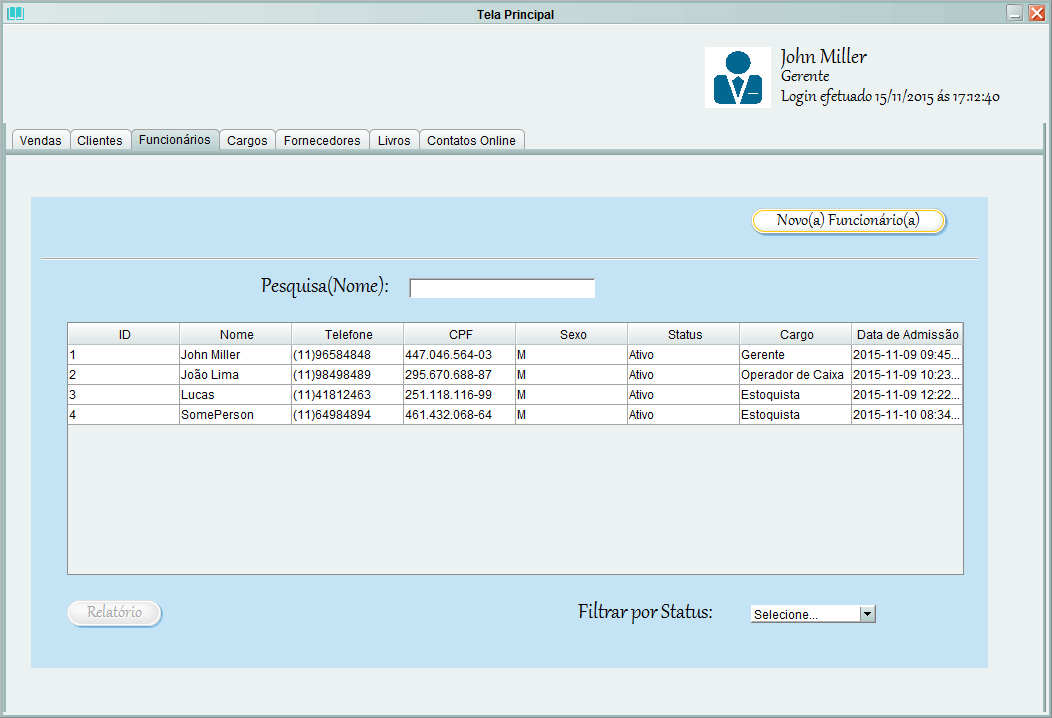 Tela Principal
John Miller
Gerente
Login efetuado 15/11/2015 ás 17:12:40
Vendas Clientes Funcionários Cargos Fornecedores Livros Contatos Online
Novo(a) Funcionário(a)
Pesquisa(Nome):
ID Nome Telefone CPF Sexo Status Cargo Data de Admissão
1 John Miller (11)96584848 447.046.564-03 M Ativo Gerente 2015-11-09 09:45...
2 João Lima (11)98498489 295.670.688-87 M Ativo Operador de Caixa 2015-11-09 10:23...
3 Lucas (11)41812463 251.118.116-99 M Ativo Estoquista 2015-11-09 12:22...
4 SomePerson (11)64984894 461.432.068-64 M Ativo Estoquista 2015-11-10 08:34...
Relatório Filtrar por Status: Selecione...